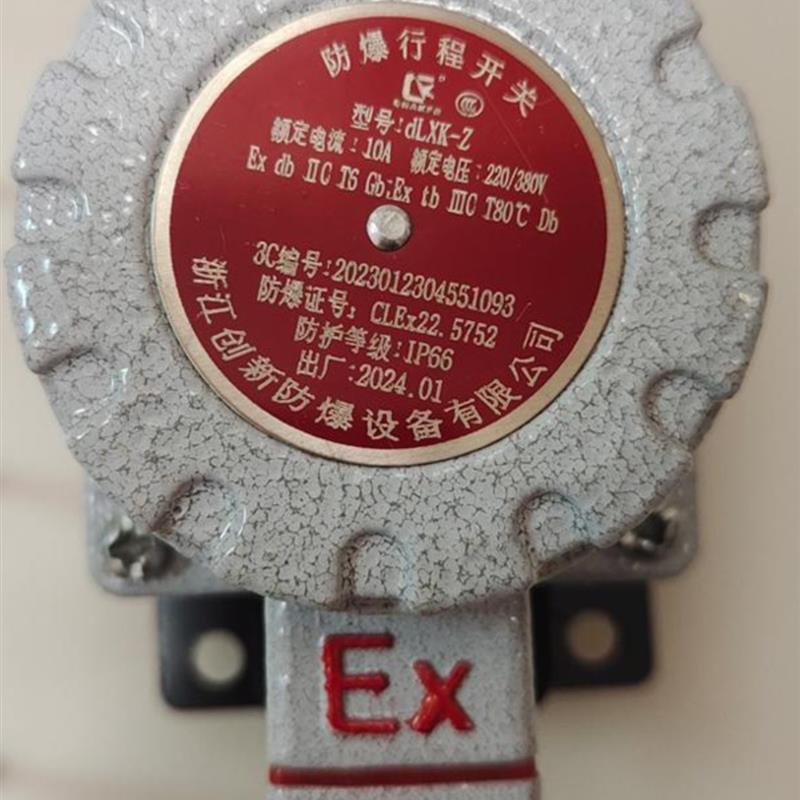 防爆行程开关
型号:dLXK-Z
额定电流:10A 额定电压:220/380V
Ex db ⅡC T6 Gb;Ex tb ⅢC T80℃ Db
3C编号:2023012304551093
防爆证号: CLEx22.5752
防护等级:IP66
出厂:2024.01
浙江创新防爆设备有限公司
Ex